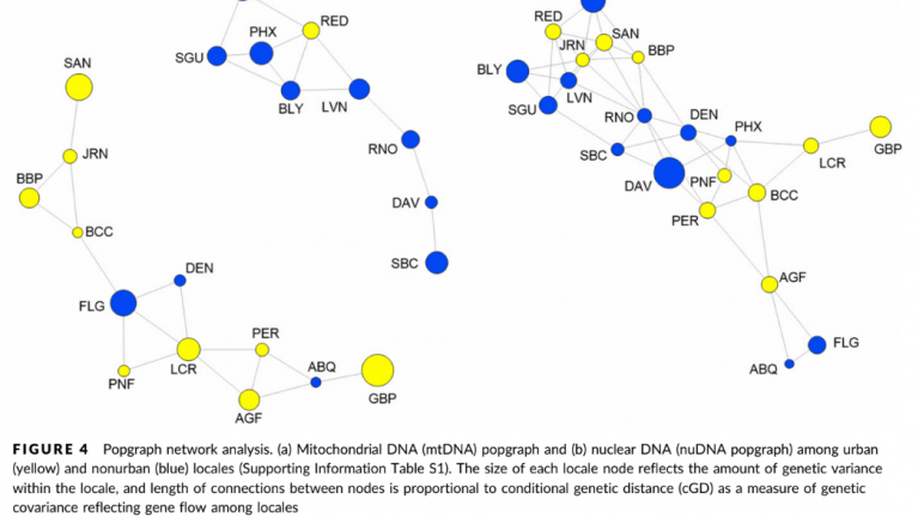 RED
PHX
SGU
BLY
LVN
RNO
DAV
SBC
SAN
JRN
BBP
BCC
DEN
FLG
PNF
LCR
PER
ABQ
AGF
GBP
RED
SAN
JRN
BBP
BLY
LVN
SGU
RNO
DEN
PHX
SBC
LCR
GBP
DAV
PNF
BCC
PER
AGF
FLG
ABQ
FIGURE 4 Popgraph network analysis. (a) Mitochondrial DNA (mtDNA) popgraph and (b) nuclear DNA (nuDNA popgraph) among urban
(yellow) and nonurban (blue) locales (Supporting Information Table S1). The size of each locale node reflects the amount of genetic variance
within the locale, and length of connections between nodes is proportional to conditional genetic distance (cGD) as a measure of genetic
covariance reflecting gene flow among locales